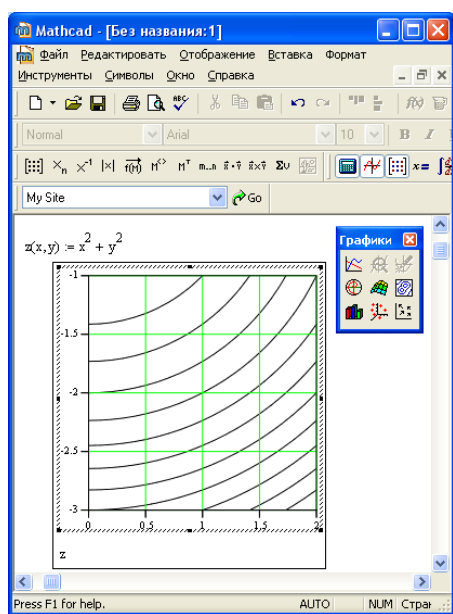 Mathcad - [Без названия:1]
Файл Редактировать Отображение Вставка Формат
Инструменты Символы Окно Справка
Normal Arial 10 B I
My Site Go
z(x,y) := x² + y²
Графики
-1
-1.5
-2
-2.5
-3
0 0.5 1 1.5 2
z
Press F1 for help. AUTO NUM Стран